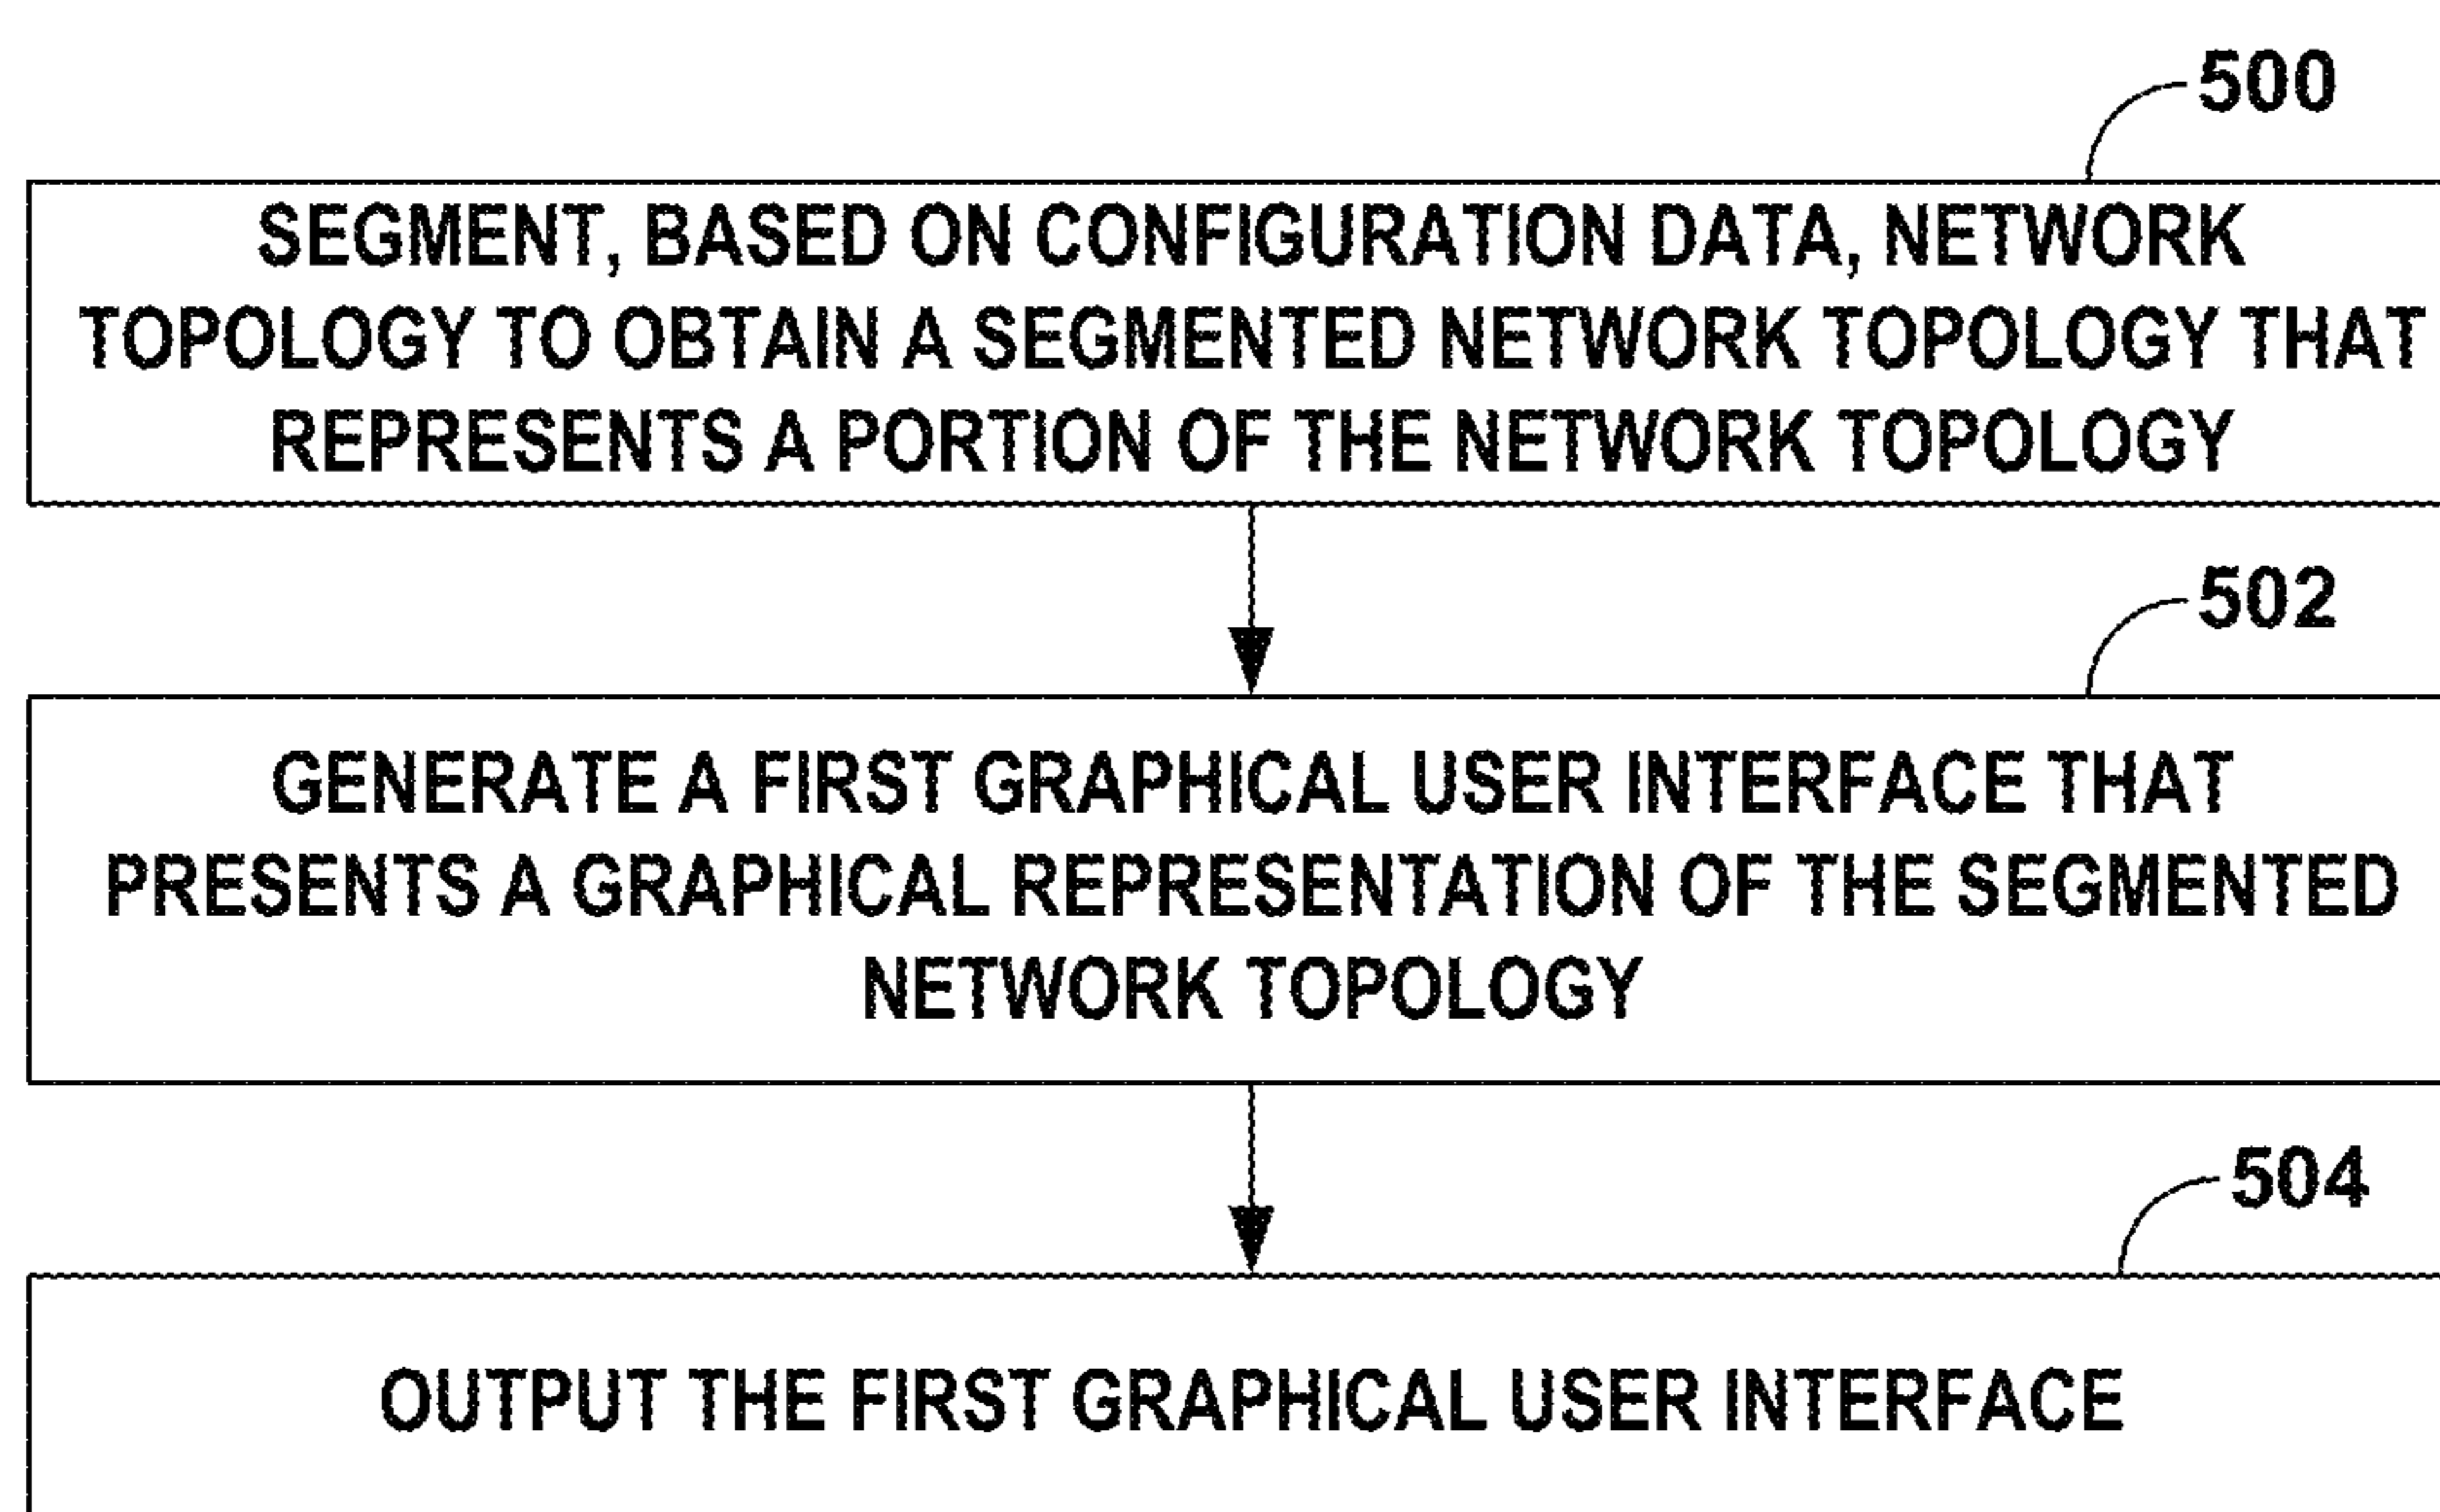 500
SEGMENT, BASED ON CONFIGURATION DATA, NETWORK
TOPOLOGY TO OBTAIN A SEGMENTED NETWORK TOPOLOGY THAT
REPRESENTS A PORTION OF THE NETWORK TOPOLOGY
502
GENERATE A FIRST GRAPHICAL USER INTERFACE THAT
PRESENTS A GRAPHICAL REPRESENTATION OF THE SEGMENTED
NETWORK TOPOLOGY
504
OUTPUT THE FIRST GRAPHICAL USER INTERFACE